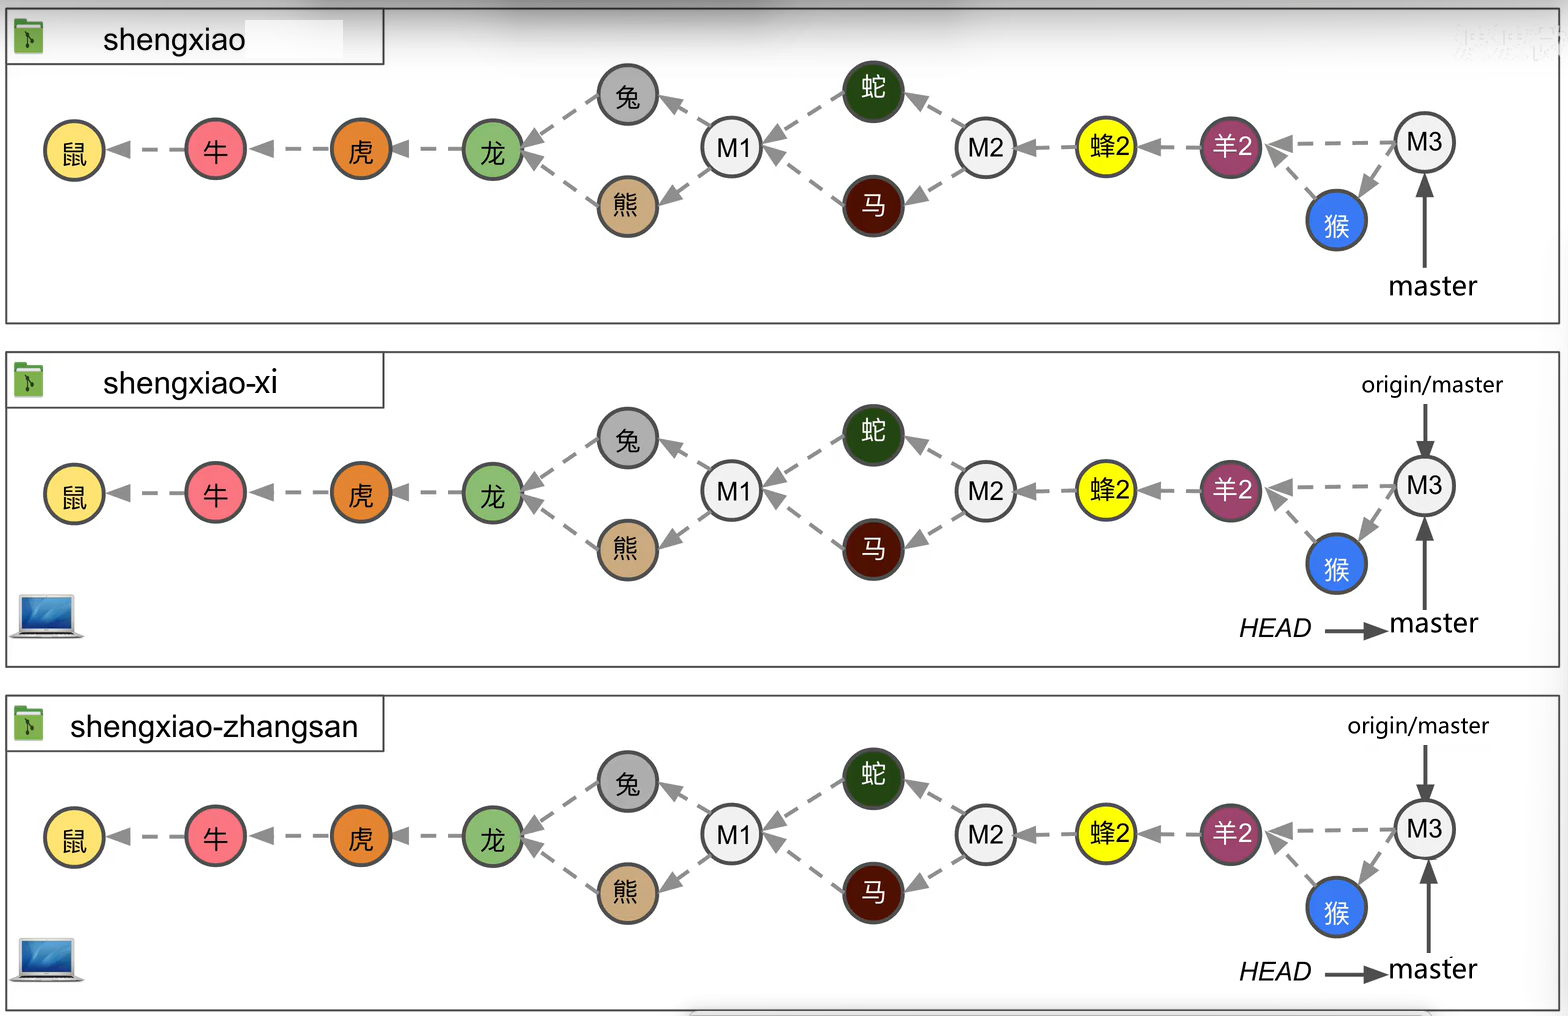 shengxiao
兔
蛇
鼠
牛
虎
龙
M1
M2
蜂2
羊2
M3
熊
马
猴
master
shengxiao-xi
origin/master
兔
蛇
鼠
牛
虎
龙
M1
M2
蜂2
羊2
M3
熊
马
猴
HEAD
master
shengxiao-zhangsan
origin/master
兔
蛇
鼠
牛
虎
龙
M1
M2
蜂2
羊2
M3
熊
马
猴
HEAD
master